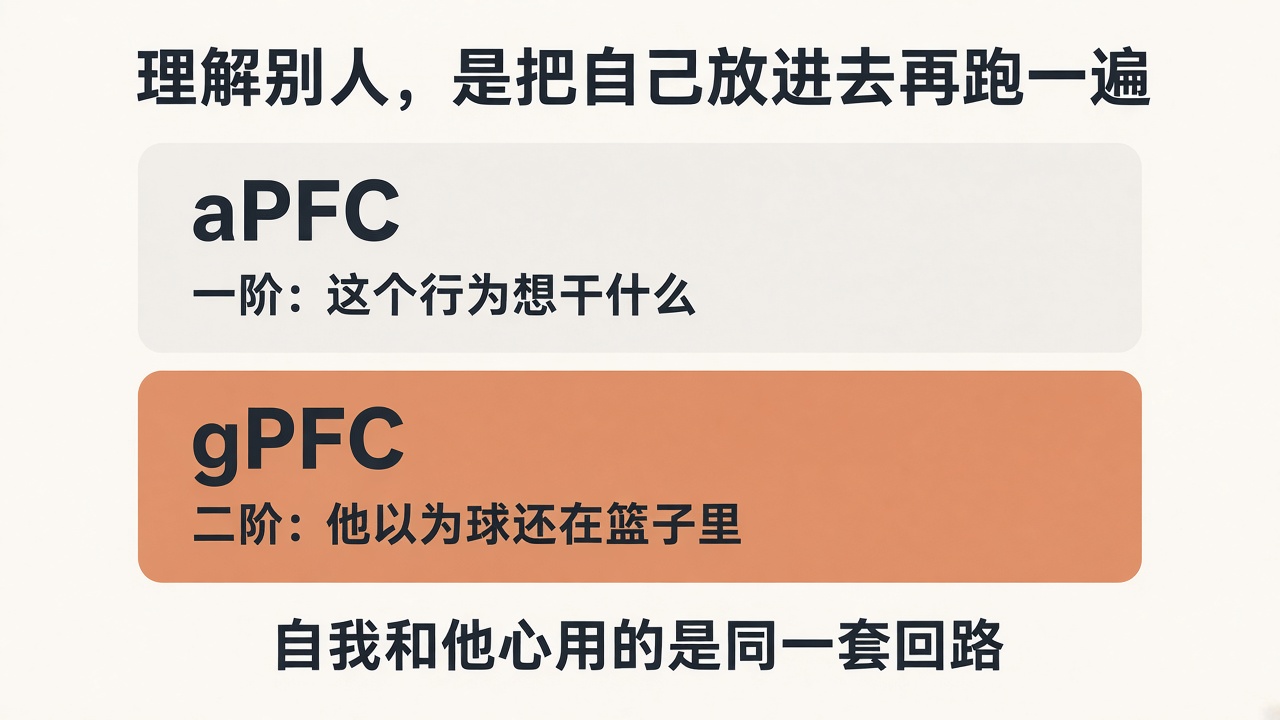 理解别人，是把自己放进去再跑一遍
aPFC
一阶：这个行为想干什么
gPFC
二阶：他以为球还在篮子里
自我和他心用的是同一套回路